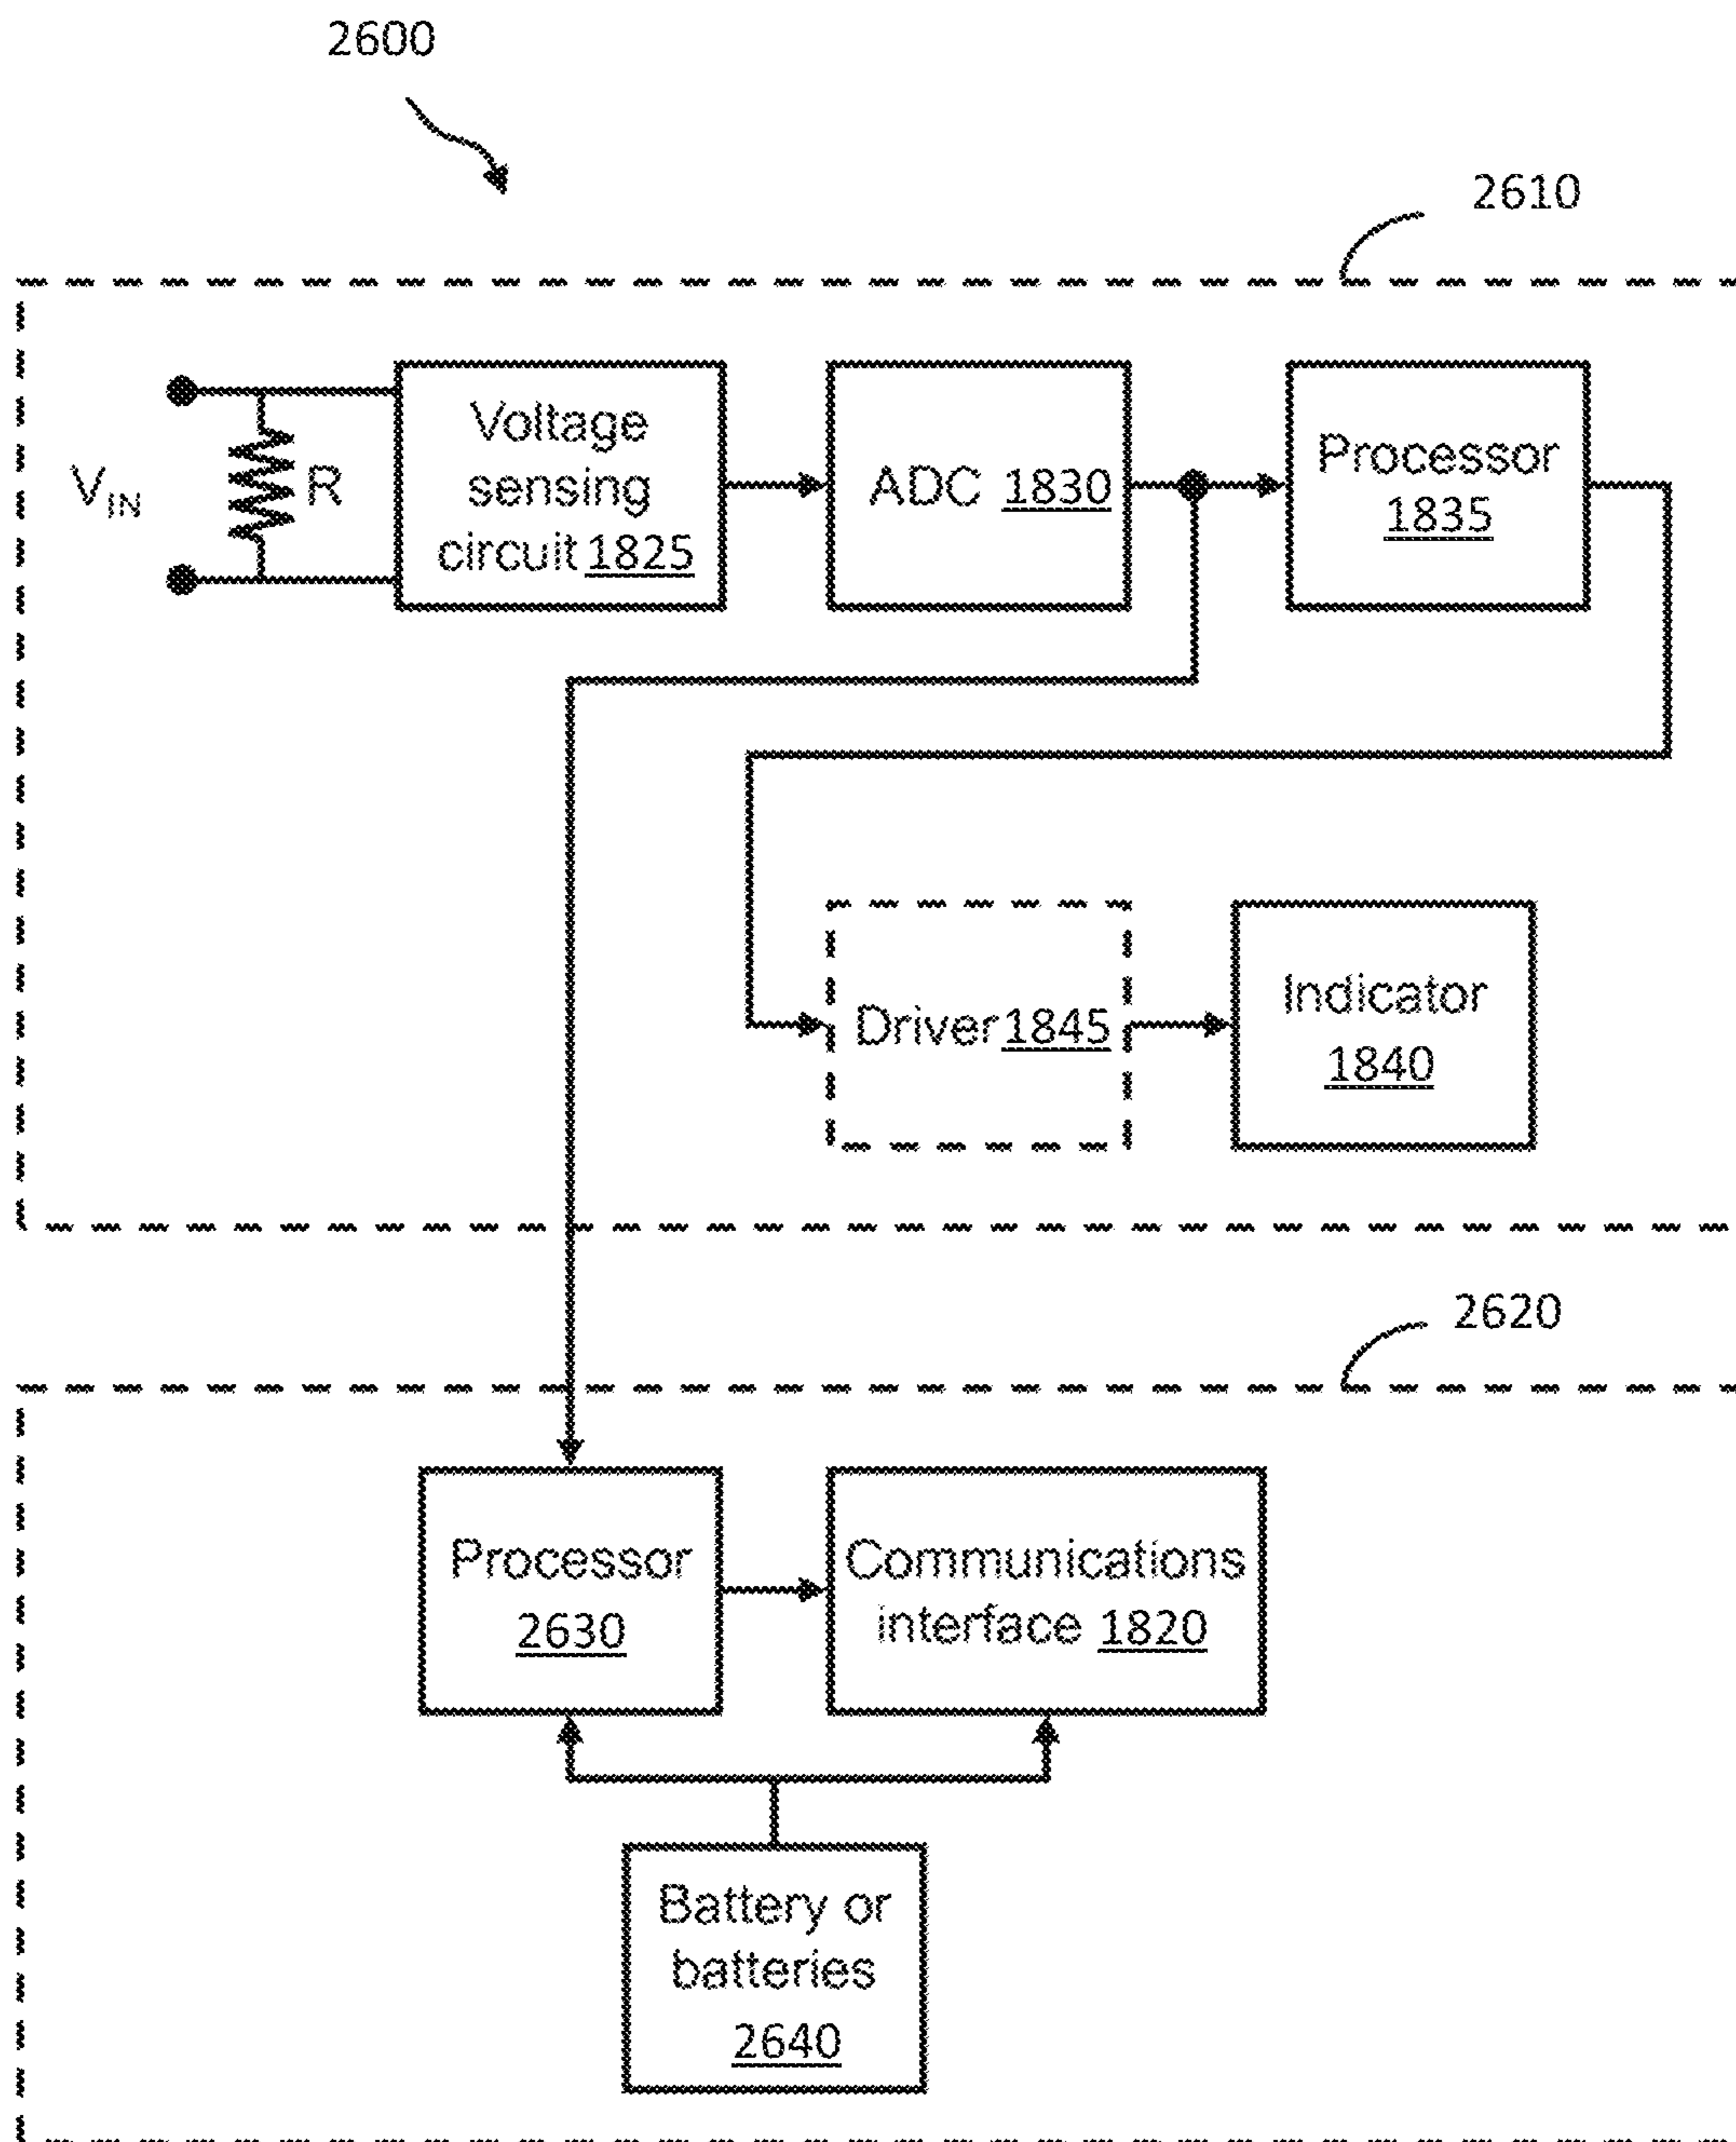 2600
2610
Voltage
sensing
circuit 1825
ADC 1830
Processor
1835
VIN
R
Driver 1845
Indicator
1840
2620
Processor
2630
Communications
interface 1820
Battery or
batteries
2640